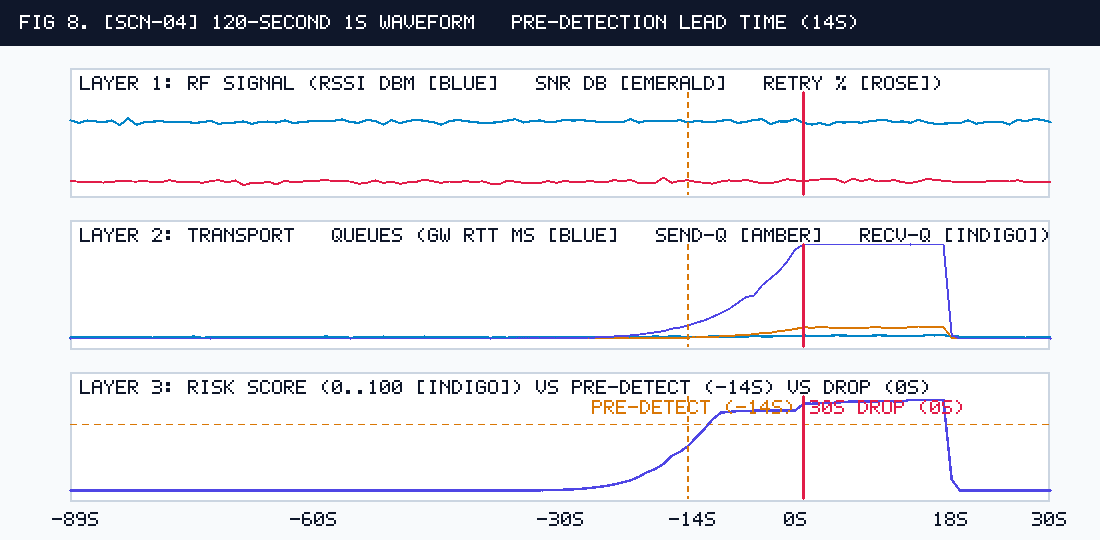 FIG 8. [SCN-04] 120-SECOND 1S WAVEFORM   PRE-DETECTION LEAD TIME (14S)
LAYER 1: RF SIGNAL (RSSI DBM [BLUE]   SNR DB [EMERALD]   RETRY % [ROSE])
LAYER 2: TRANSPORT   QUEUES (GW RTT MS [BLUE]   SEND-Q [AMBER]   RECV-Q [INDIGO])
LAYER 3: RISK SCORE (0..100 [INDIGO]) VS PRE-DETECT (-14S) VS DROP (0S)
PRE-DETECT (-14S)   30S DROP (0S)
-89S   -60S   -30S   -14S   0S   18S   30S